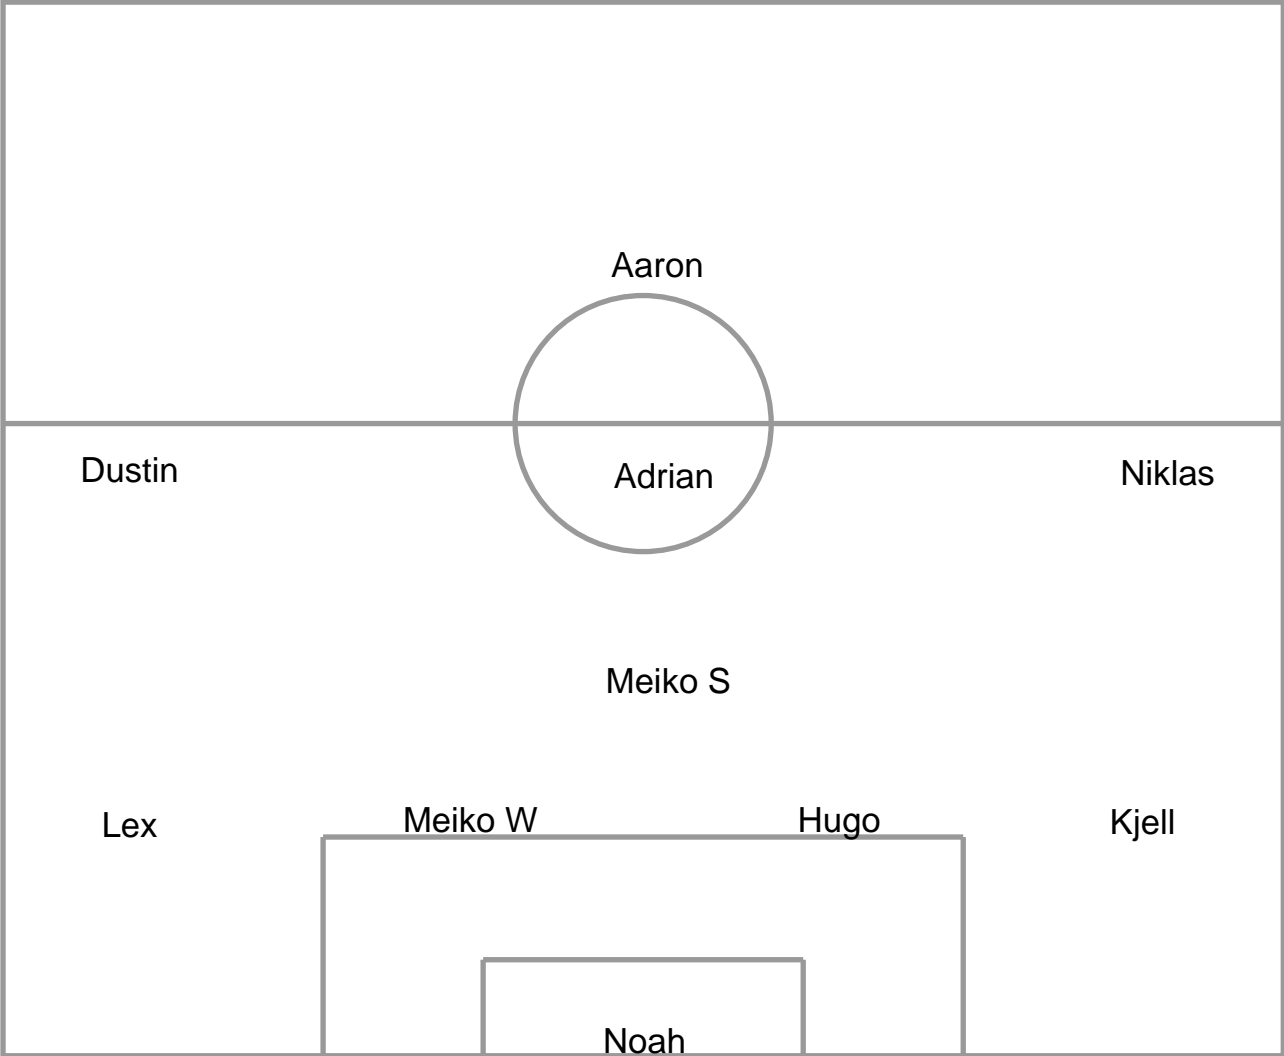 Aaron
Dustin
Adrian
Niklas
Meiko S
Lex
Meiko W
Hugo
Kjell
Noah